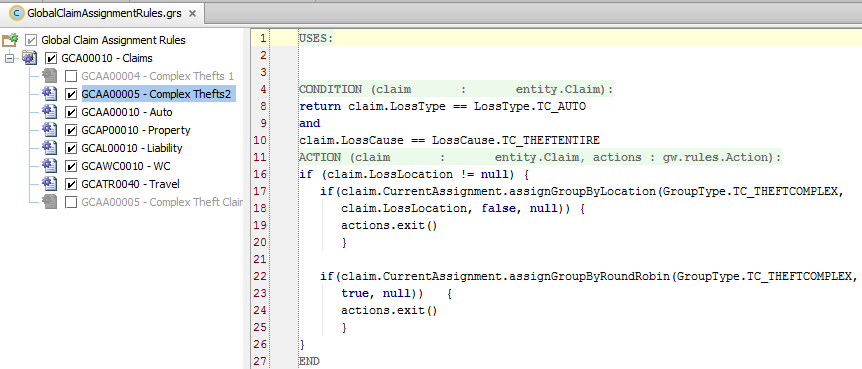 GlobalClaimAssignmentRules.grs
Global Claim Assignment Rules
GCA00010 - Claims
GCAA00004 - Complex Thefts 1
GCAA00005 - Complex Thefts2
GCAA00010 - Auto
GCAP00010 - Property
GCAL00010 - Liability
GCAWC0010 - WC
GCATR0040 - Travel
GCAA00005 - Complex Theft Clain
1 USES:
2
3
4 CONDITION (claim : entity.Claim):
8 return claim.LossType == LossType.TC_AUTO
9 and
10 claim.LossCause == LossCause.TC_THEFTENTIRE
11 ACTION (claim : entity.Claim, actions : gw.rules.Action):
16 if (claim.LossLocation != null) {
17 if(claim.CurrentAssignment.assignGroupByLocation(GroupType.TC_THEFTCOMPLEX,
18 claim.LossLocation, false, null)) {
19 actions.exit()
20 }
21
22 if(claim.CurrentAssignment.assignGroupByRoundRobin(GroupType.TC_THEFTCOMPLEX,
23 true, null)) {
24 actions.exit()
25 }
26 }
27 END